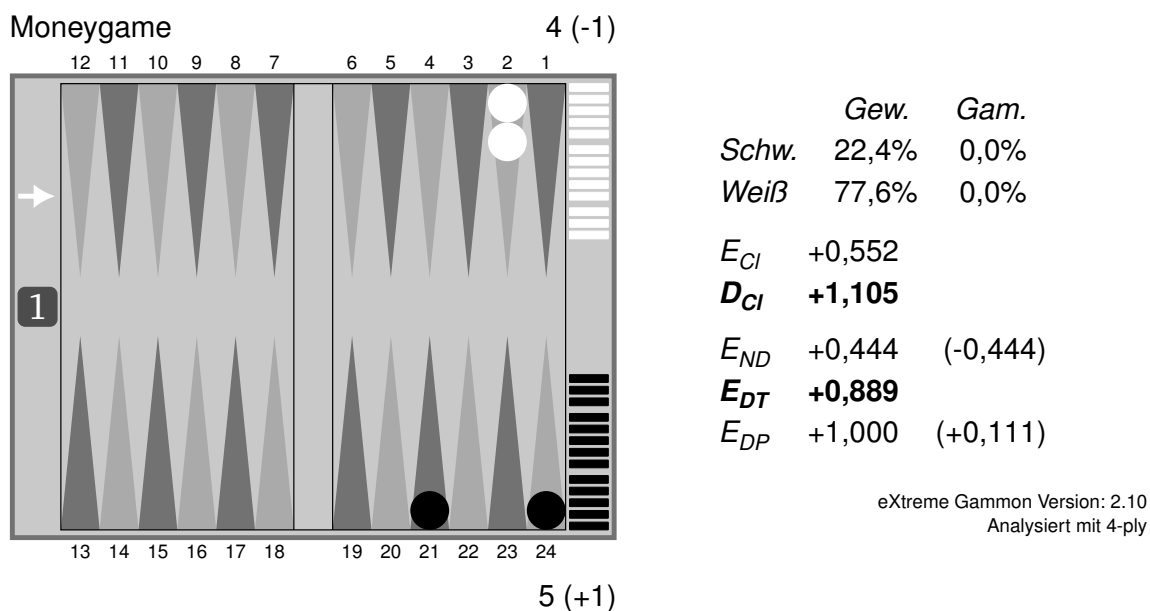 Moneygame 4 (-1)
12 11 10 9 8 7 6 5 4 3 2 1
1
13 14 15 16 17 18 19 20 21 22 23 24
5 (+1)
Gew. Gam.
Schw. 22,4% 0,0%
Weiß 77,6% 0,0%
E_CI +0,552
D_CI +1,105
E_ND +0,444 (-0,444)
E_DT +0,889
E_DP +1,000 (+0,111)
eXtreme Gammon Version: 2.10
Analysiert mit 4-ply